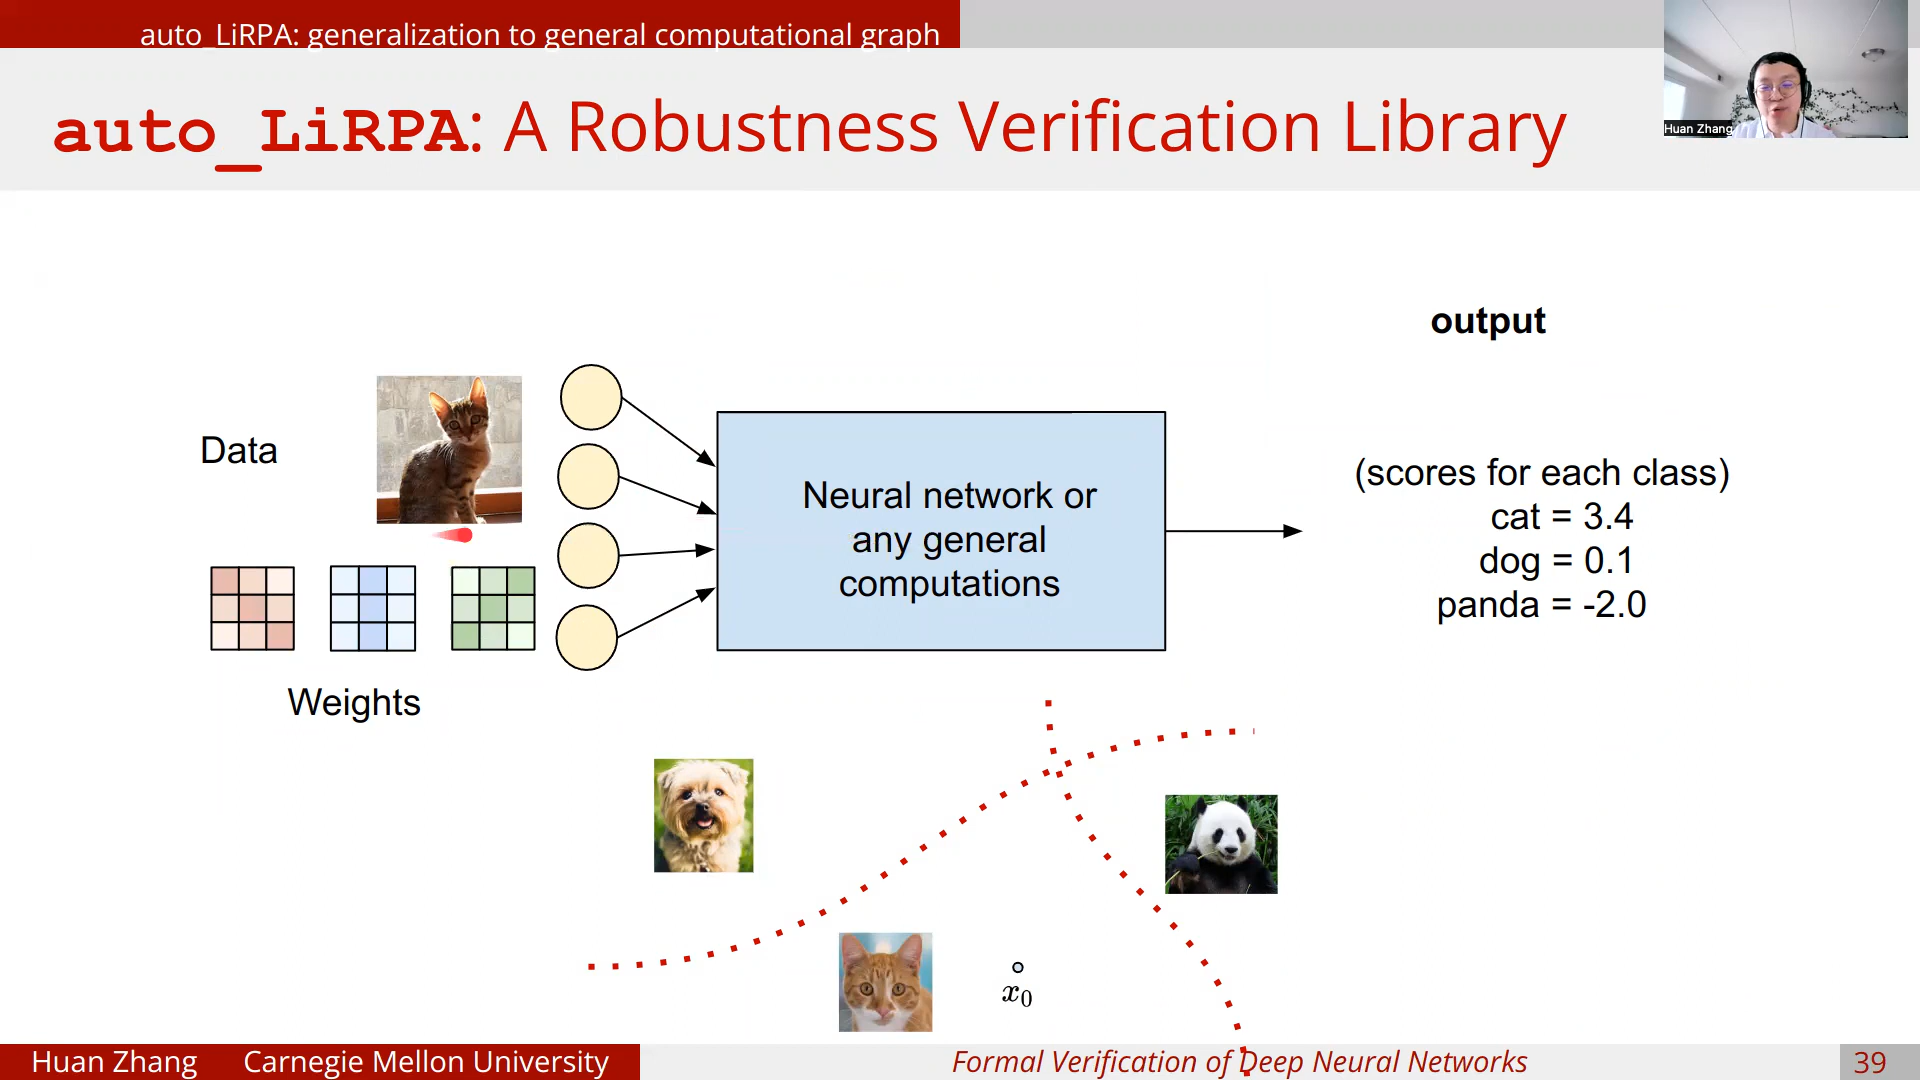 auto_LiRPA: generalization to general computational graph
auto_LiRPA: A Robustness Verification Library
Huan Zhang
output
Data
Neural network or
any general
computations
(scores for each class)
cat = 3.4
dog = 0.1
panda = -2.0
Weights
x₀
Huan Zhang Carnegie Mellon University
Formal Verification of Deep Neural Networks
39